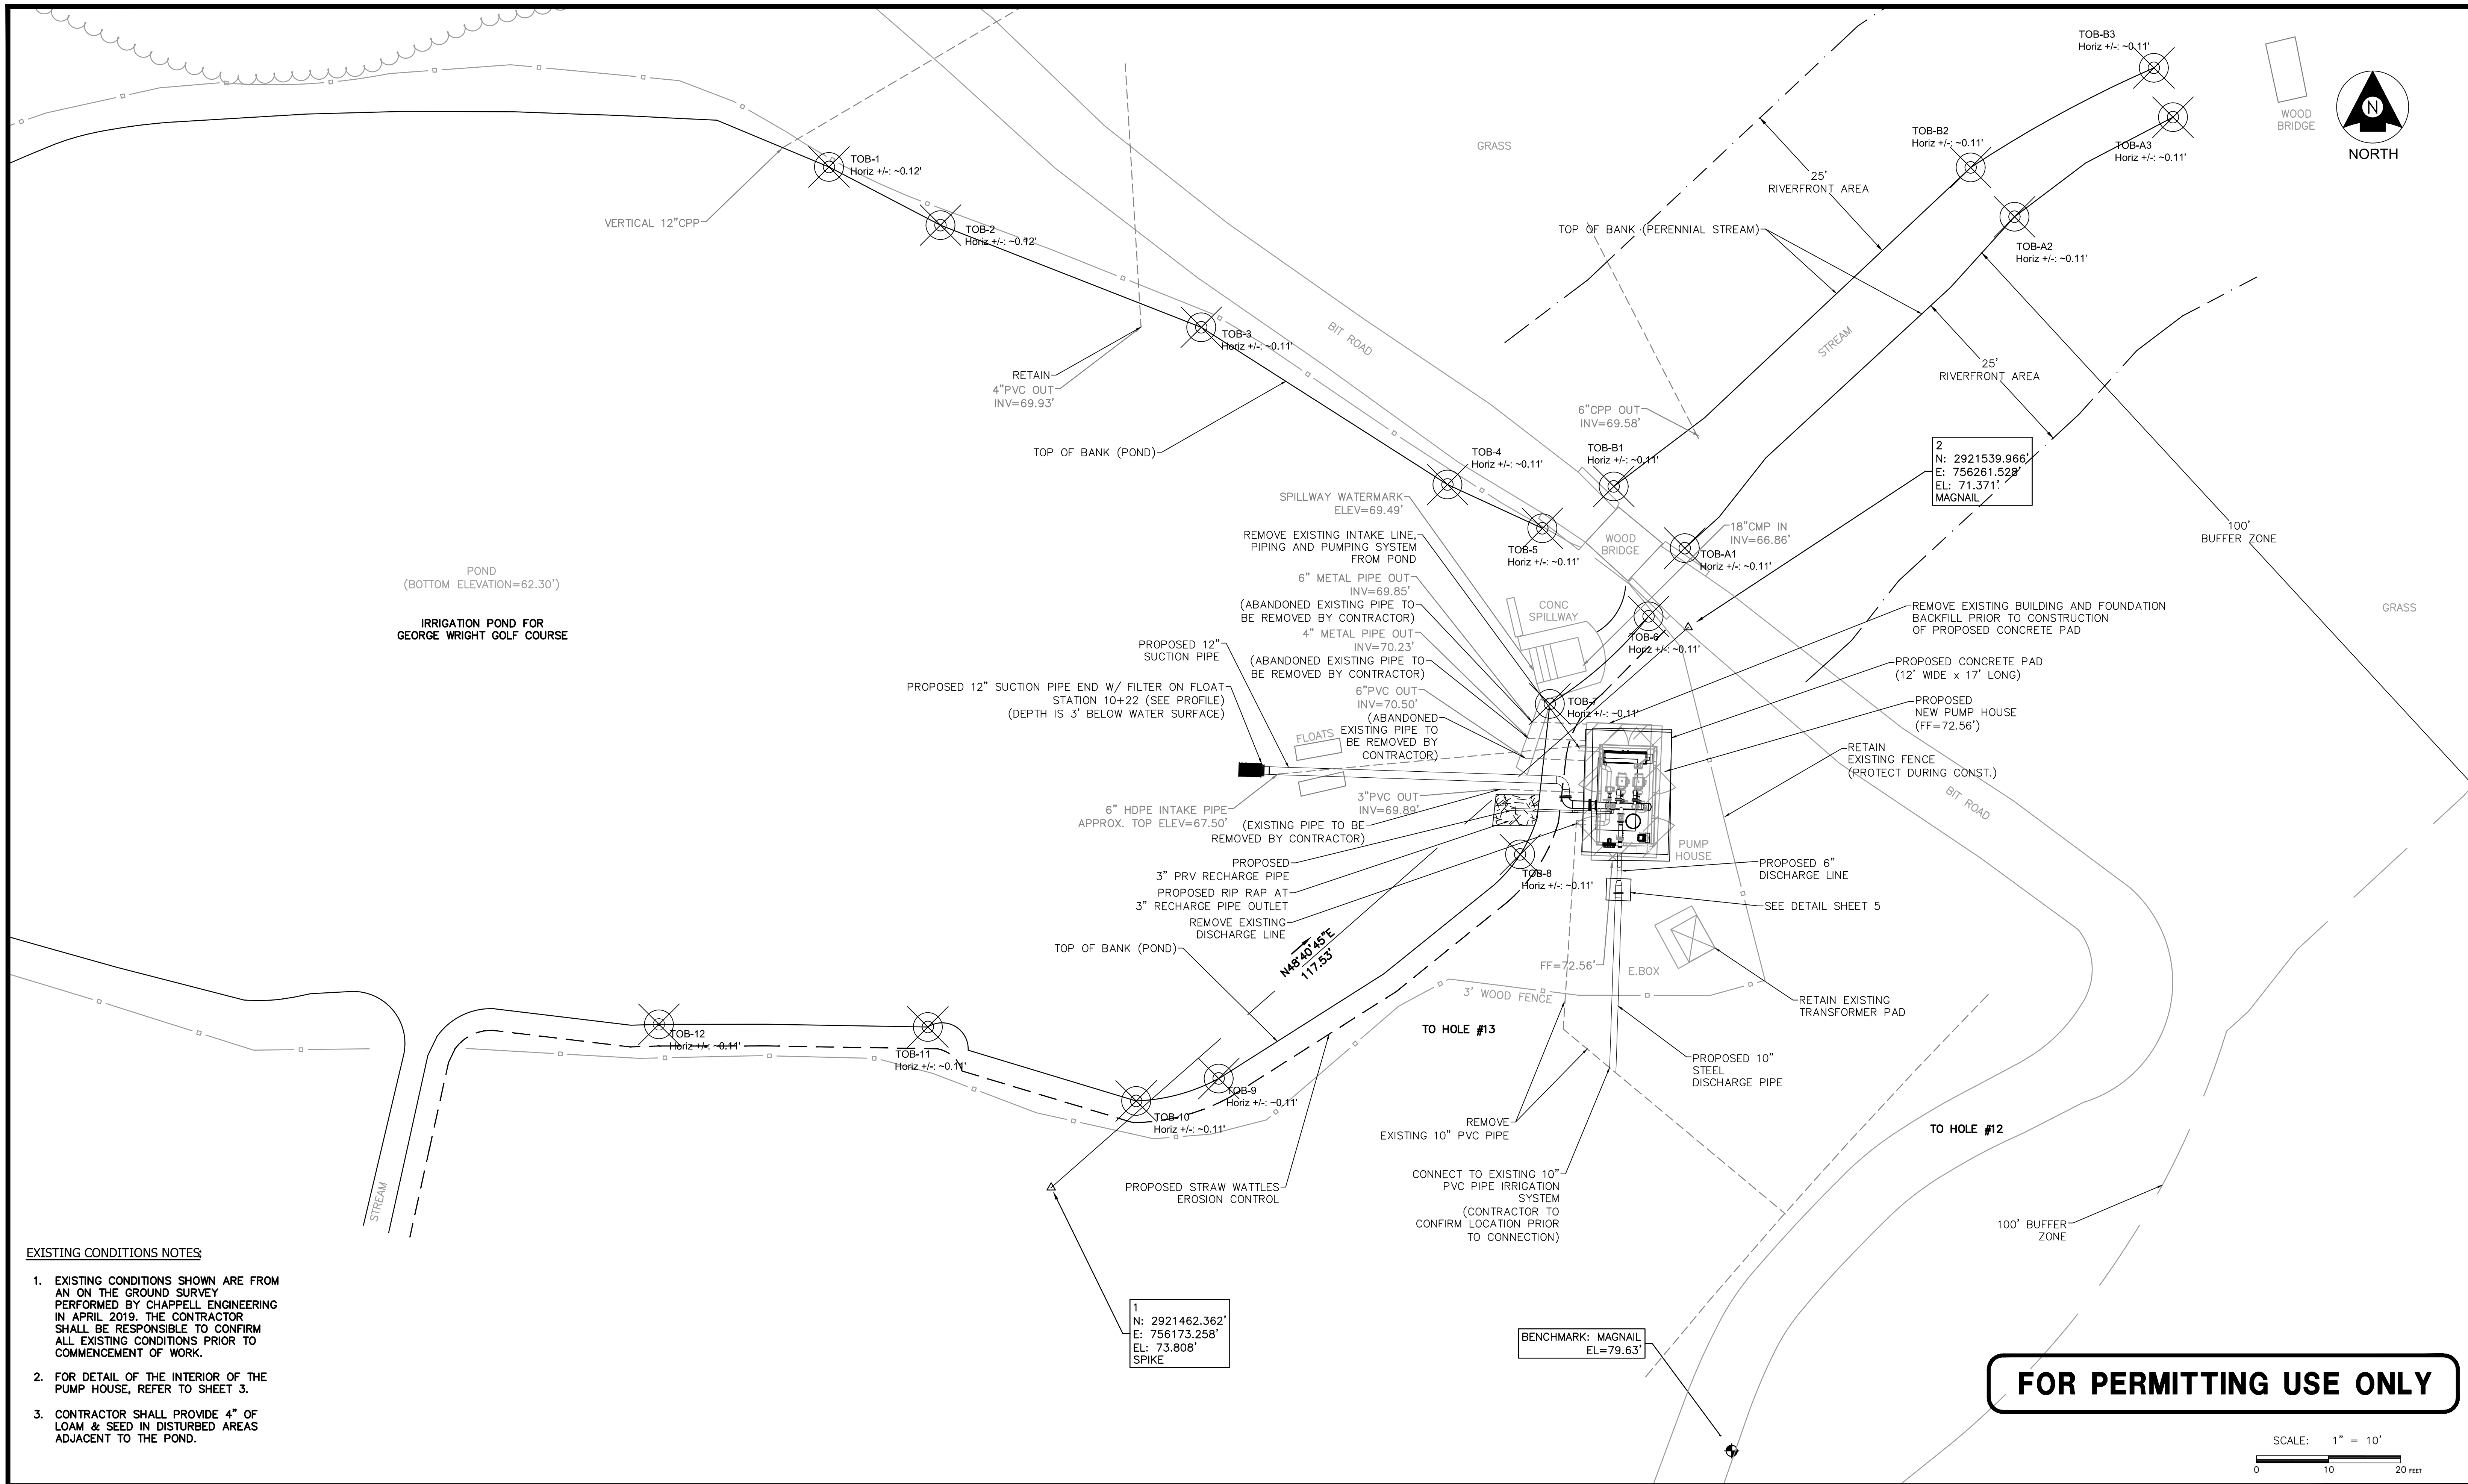 TOB-B3
Horiz +/-: ~0.11'
WOOD
BRIDGE
N
NORTH
TOB-B2
Horiz +/-: ~0.11'
TOB-A3
Horiz +/-: ~0.11'
GRASS
TOB-1
Horiz +/-: ~0.12'
25'
RIVERFRONT AREA
VERTICAL 12"CPP
TOB-2
Horiz +/-: ~0.12'
TOP OF BANK (PERENNIAL STREAM)
TOB-A2
Horiz +/-: ~0.11'
TOB-3
Horiz +/-: ~0.11'
BIT ROAD
STREAM
RETAIN
4"PVC OUT
INV=69.93'
25'
RIVERFRONT AREA
6"CPP OUT
INV=69.58'
TOP OF BANK (POND)
TOB-4
Horiz +/-: ~0.11'
TOB-B1
Horiz +/-: ~0.11'
2
N: 2921539.966'
E: 756261.528'
EL: 71.371'
MAGNAIL
SPILLWAY WATERMARK
ELEV=69.49'
18"CMP IN
INV=66.86'
100'
BUFFER ZONE
REMOVE EXISTING INTAKE LINE,
PIPING AND PUMPING SYSTEM
FROM POND
TOB-5
Horiz +/-: ~0.11'
WOOD
BRIDGE
TOB-A1
Horiz +/-: ~0.11'
POND
(BOTTOM ELEVATION=62.30')
IRRIGATION POND FOR
GEORGE WRIGHT GOLF COURSE
6" METAL PIPE OUT
INV=69.85'
(ABANDONED EXISTING PIPE TO
BE REMOVED BY CONTRACTOR)
CONC
SPILLWAY
4" METAL PIPE OUT
INV=70.23'
(ABANDONED EXISTING PIPE TO
BE REMOVED BY CONTRACTOR)
TOB-6
Horiz +/-: ~0.11'
REMOVE EXISTING BUILDING AND FOUNDATION
BACKFILL PRIOR TO CONSTRUCTION
OF PROPOSED CONCRETE PAD
GRASS
PROPOSED 12"
SUCTION PIPE
PROPOSED CONCRETE PAD
(12' WIDE x 17' LONG)
PROPOSED 12" SUCTION PIPE END W/ FILTER ON FLOAT
STATION 10+22 (SEE PROFILE)
(DEPTH IS 3' BELOW WATER SURFACE)
6"PVC OUT
INV=70.50'
(ABANDONED
EXISTING PIPE TO
BE REMOVED BY
CONTRACTOR)
TOB-7
Horiz +/-: ~0.11'
PROPOSED
NEW PUMP HOUSE
(FF=72.56')
FLOATS
RETAIN
EXISTING FENCE
(PROTECT DURING CONST.)
BIT ROAD
6" HDPE INTAKE PIPE
APPROX. TOP ELEV=67.50'
3"PVC OUT
INV=69.89'
(EXISTING PIPE TO BE
REMOVED BY CONTRACTOR)
PUMP
HOUSE
PROPOSED
3" PRV RECHARGE PIPE
TOB-8
Horiz +/-: ~0.11'
PROPOSED 6"
DISCHARGE LINE
PROPOSED RIP RAP AT
3" RECHARGE PIPE OUTLET
SEE DETAIL SHEET 5
REMOVE EXISTING
DISCHARGE LINE
TOP OF BANK (POND)
N48°40'45"E
117.53'
FF=72.56'
E.BOX
3' WOOD FENCE
RETAIN EXISTING
TRANSFORMER PAD
TO HOLE #13
TOB-12
Horiz +/-: ~0.11'
TOB-11
Horiz +/-: ~0.11'
PROPOSED 10"
STEEL
DISCHARGE PIPE
TOB-9
Horiz +/-: ~0.11'
TOB-10
Horiz +/-: ~0.11'
REMOVE
EXISTING 10" PVC PIPE
TO HOLE #12
PROPOSED STRAW WATTLES
EROSION CONTROL
CONNECT TO EXISTING 10"
PVC PIPE IRRIGATION
SYSTEM
(CONTRACTOR TO
CONFIRM LOCATION PRIOR
TO CONNECTION)
STREAM
100' BUFFER
ZONE
EXISTING CONDITIONS NOTES:
1. EXISTING CONDITIONS SHOWN ARE FROM
AN ON THE GROUND SURVEY
PERFORMED BY CHAPPELL ENGINEERING
IN APRIL 2019. THE CONTRACTOR
SHALL BE RESPONSIBLE TO CONFIRM
ALL EXISTING CONDITIONS PRIOR TO
COMMENCEMENT OF WORK.
2. FOR DETAIL OF THE INTERIOR OF THE
PUMP HOUSE, REFER TO SHEET 3.
3. CONTRACTOR SHALL PROVIDE 4" OF
LOAM & SEED IN DISTURBED AREAS
ADJACENT TO THE POND.
1
N: 2921462.362'
E: 756173.258'
EL: 73.808'
SPIKE
BENCHMARK: MAGNAIL
EL=79.63'
FOR PERMITTING USE ONLY
SCALE: 1" = 10'
0 10 20 FEET